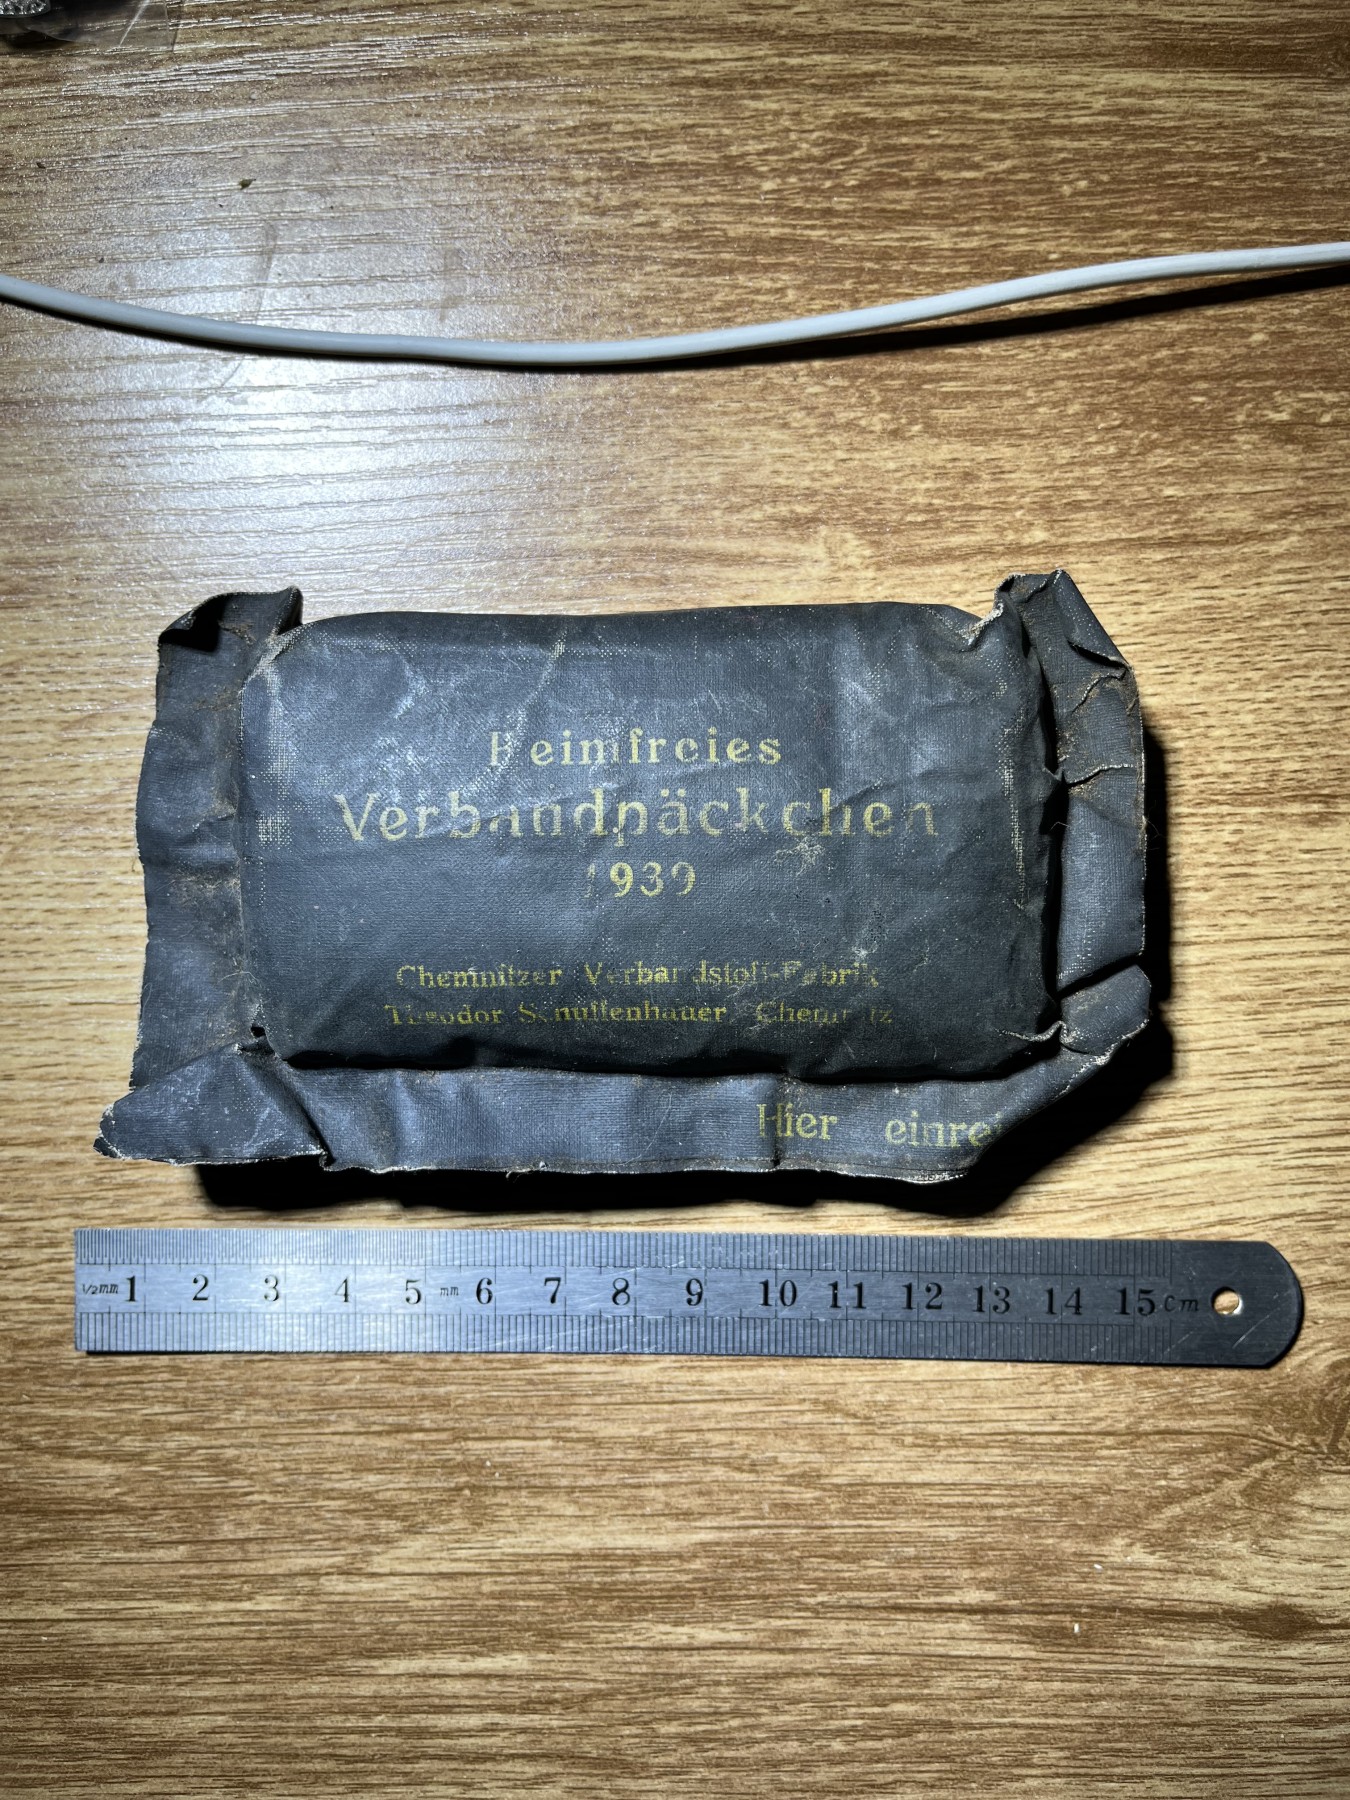 Keimfreies
Verbandpäckchen
1939
Chemnitzer Verbandstoff-Fabrik
Theodor Schuffenhauer Chemnitz
Hier einrei
½mm 1 2 3 4 5 mm 6 7 8 9 10 11 12 13 14 15 cm